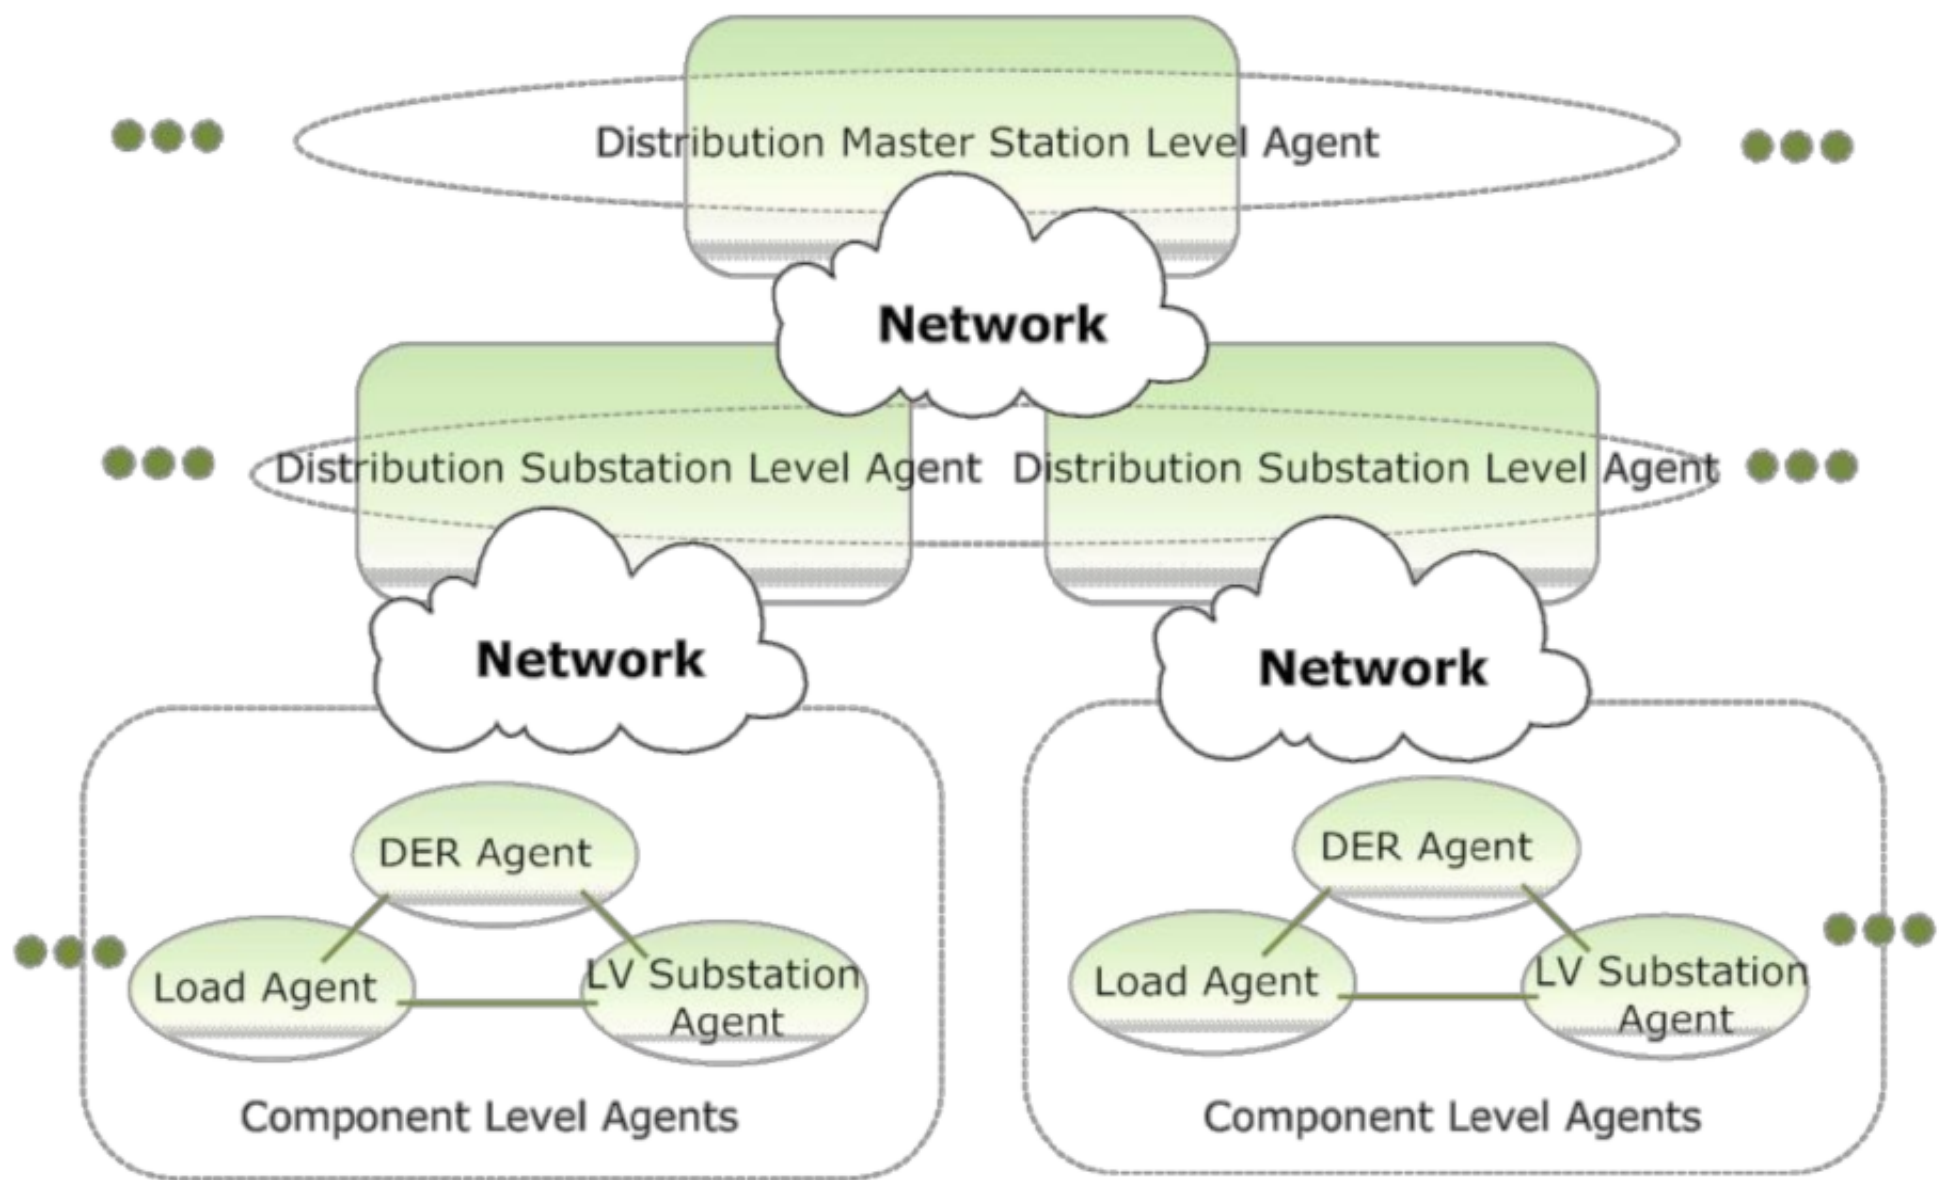 Distribution Master Station Level Agent
Network
Distribution Substation Level Agent
Distribution Substation Level Agent
Network
Network
DER Agent
Load Agent
LV Substation
Agent
Component Level Agents
DER Agent
Load Agent
LV Substation
Agent
Component Level Agents